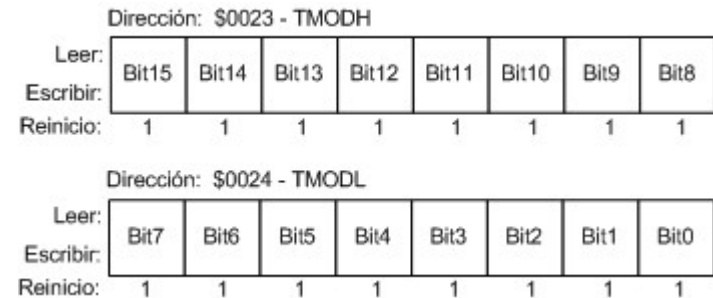 Dirección: $0023 - TMODH
Leer:
Bit15 Bit14 Bit13 Bit12 Bit11 Bit10 Bit9 Bit8
Escribir:
Reinicio: 1 1 1 1 1 1 1 1
Dirección: $0024 - TMODL
Leer:
Bit7 Bit6 Bit5 Bit4 Bit3 Bit2 Bit1 Bit0
Escribir:
Reinicio: 1 1 1 1 1 1 1 1